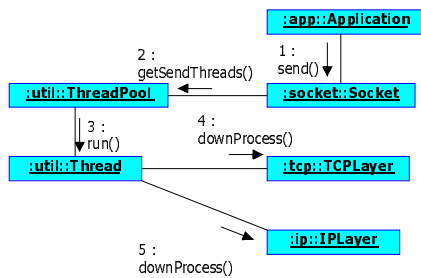 :app::Application
1 :
send()
2 :
getSendThreads()
:util::ThreadPool
:socket::Socket
3 :
run()
4 :
downProcess()
:util::Thread
:tcp::TCPLayer
:ip::IPLayer
5 :
downProcess()